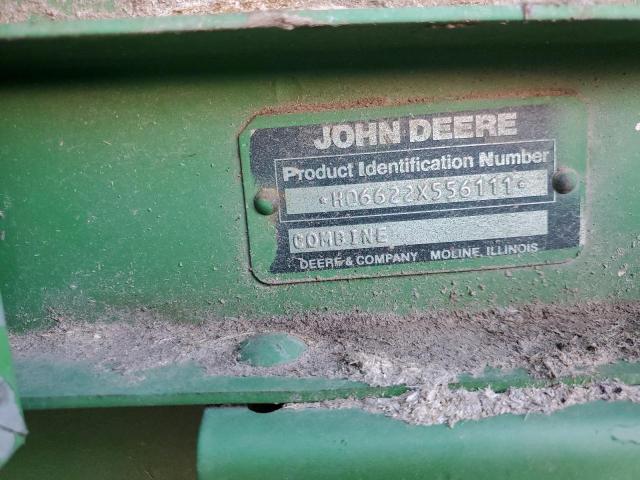 JOHN DEERE
Product Identification Number
•H06622X556111•
COMBINE
DEERE & COMPANY MOLINE, ILLINOIS